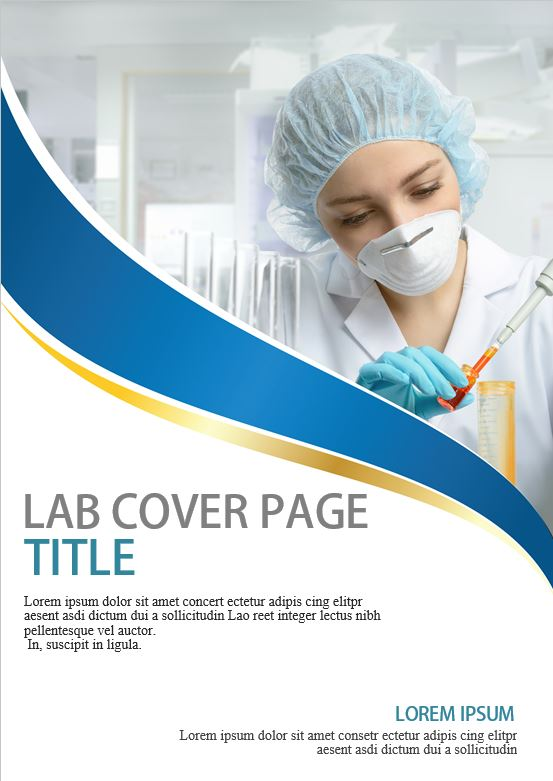 LAB COVER PAGE
TITLE
Lorem ipsum dolor sit amet concert ectetur adipis cing elitpr
aesent asdi dictum dui a sollicitudin Lao reet integer lectus nibh
pellentesque vel auctor.
In, suscipit in ligula.
LOREM IPSUM
Lorem ipsum dolor sit amet consetr ectetur adipis cing elitpr
aesent asdi dictum dui a sollicitudin